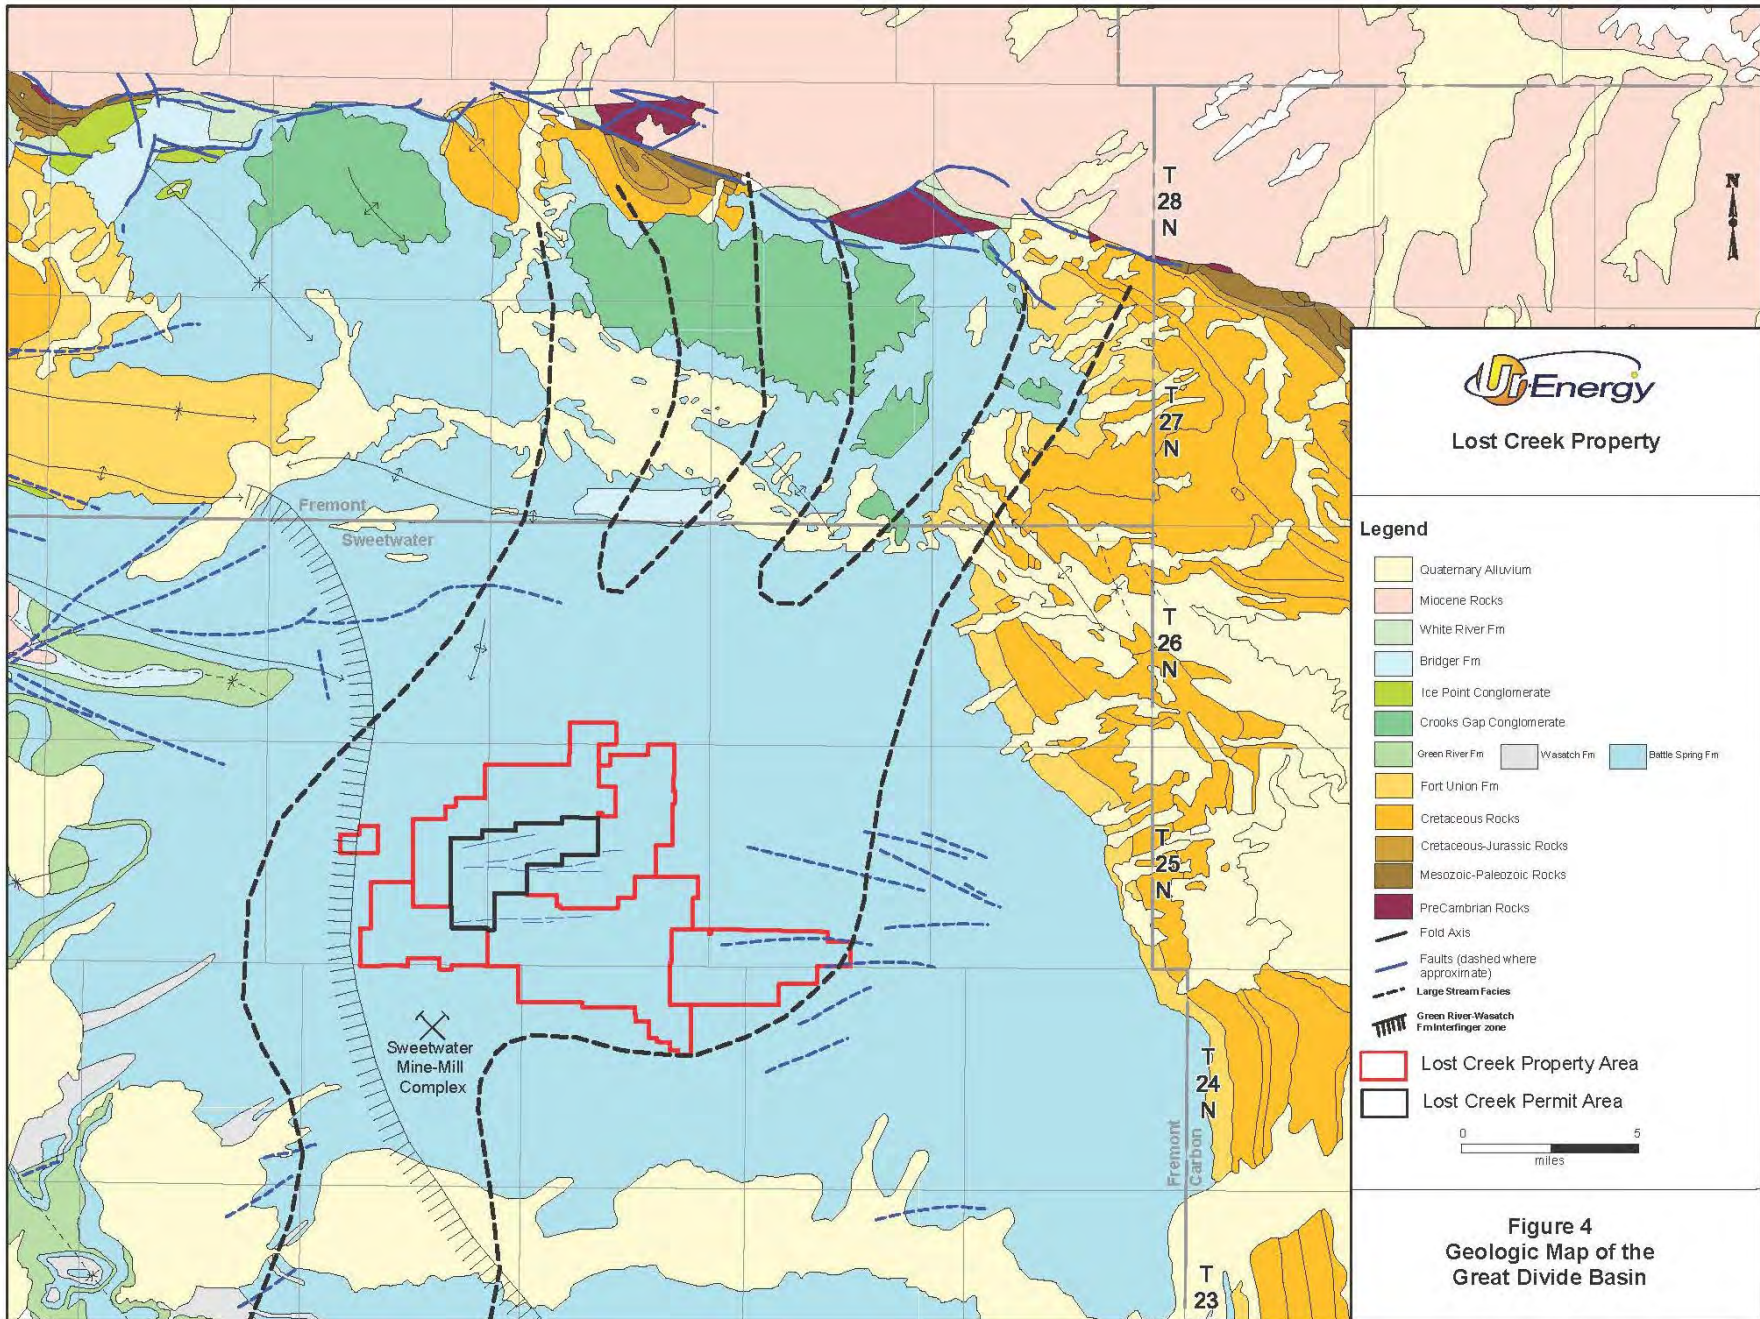 N
T
28
N
T
27
N
T
26
N
T
25
N
T
24
N
T
23
Fremont
Sweetwater
Sweetwater
Mine-Mill
Complex
Fremont
Carbon
Ur Energy
Lost Creek Property
Legend
Quaternary Alluvium
Miocene Rocks
White River Fm
Bridger Fm
Ice Point Conglomerate
Crooks Gap Conglomerate
Green River Fm Wasatch Fm Battle Spring Fm
Fort Union Fm
Cretaceous Rocks
Cretaceous-Jurassic Rocks
Mesozoic-Paleozoic Rocks
PreCambrian Rocks
Fold Axis
Faults (dashed where
approximate)
Large Stream Facies
Green River-Wasatch
Fm Interfinger zone
Lost Creek Property Area
Lost Creek Permit Area
0 5
miles
Figure 4
Geologic Map of the
Great Divide Basin